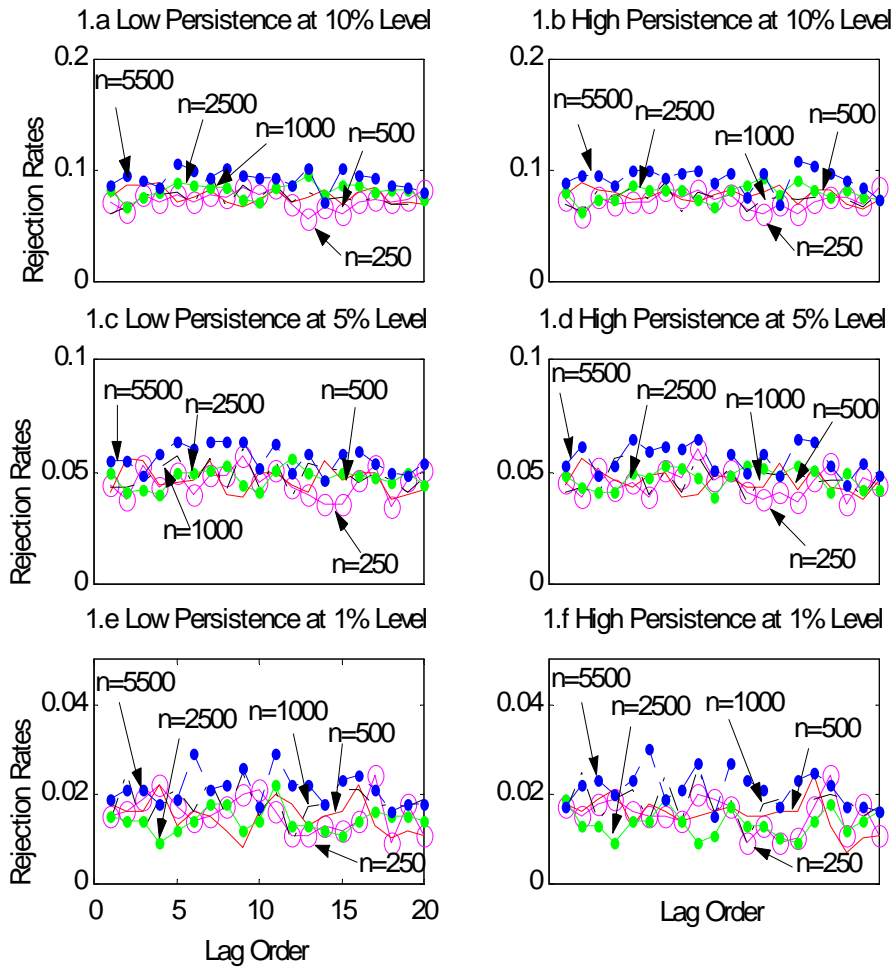 1.a Low Persistence at 10% Level
1.b High Persistence at 10% Level
Rejection Rates
0.2
0.1
0
n=5500
n=2500
n=1000
n=500
n=250
0.2
0.1
0
n=5500
n=2500
n=1000
n=500
n=250
1.c Low Persistence at 5% Level
1.d High Persistence at 5% Level
Rejection Rates
0.1
0.05
0
n=5500
n=2500
n=500
n=1000
n=250
0.1
0.05
0
n=5500
n=2500
n=1000
n=500
n=250
1.e Low Persistence at 1% Level
1.f High Persistence at 1% Level
Rejection Rates
0.04
0.02
0
n=5500
n=2500
n=1000
n=500
n=250
0.04
0.02
0
n=5500
n=2500
n=1000
n=500
n=250
0 5 10 15 20
Lag Order
Lag Order